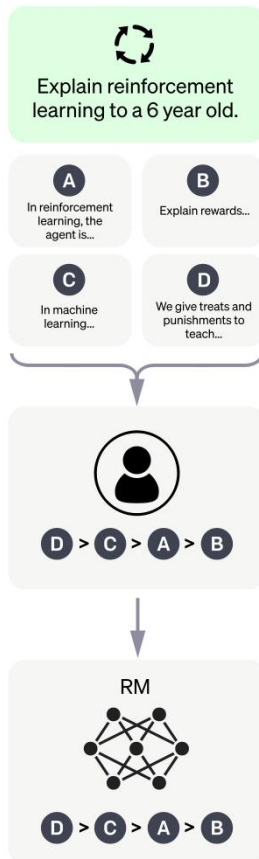 Explain reinforcement
learning to a 6 year old.
A
In reinforcement
learning, the
agent is...
B
Explain rewards...
C
In machine
learning...
D
We give treats and
punishments to
teach...
D > C > A > B
RM
D > C > A > B